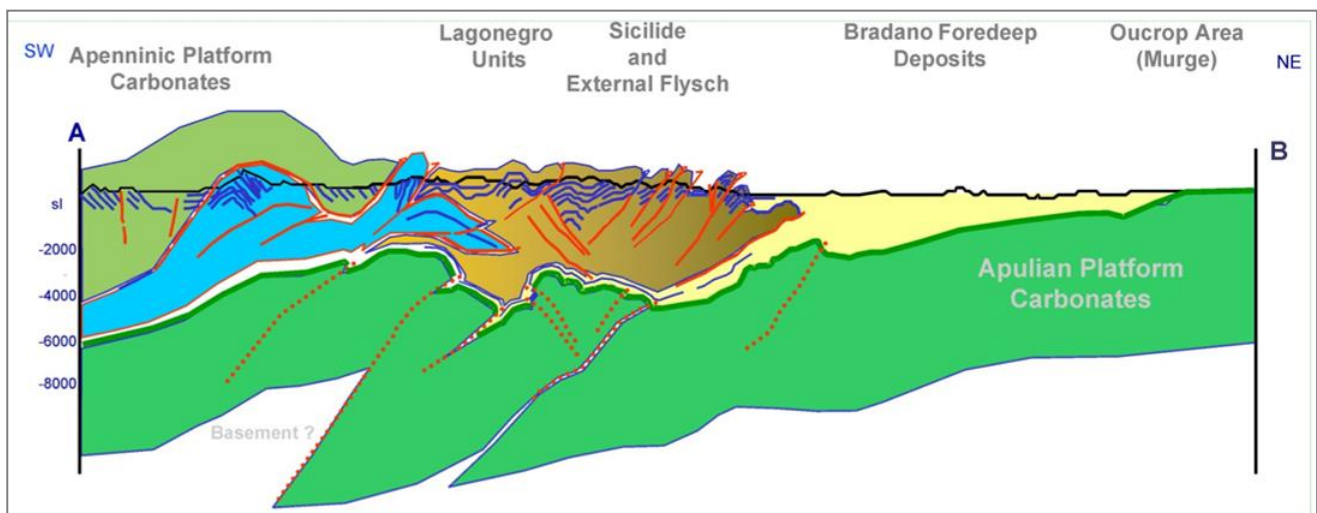 SW
Apenninic Platform
Carbonates
Lagonegro
Units
Sicilide
and
External Flysch
Bradano Foredeep
Deposits
Oucrop Area
(Murge)
NE
A
B
sl
-2000
-4000
-6000
-8000
Apulian Platform
Carbonates
Basement ?